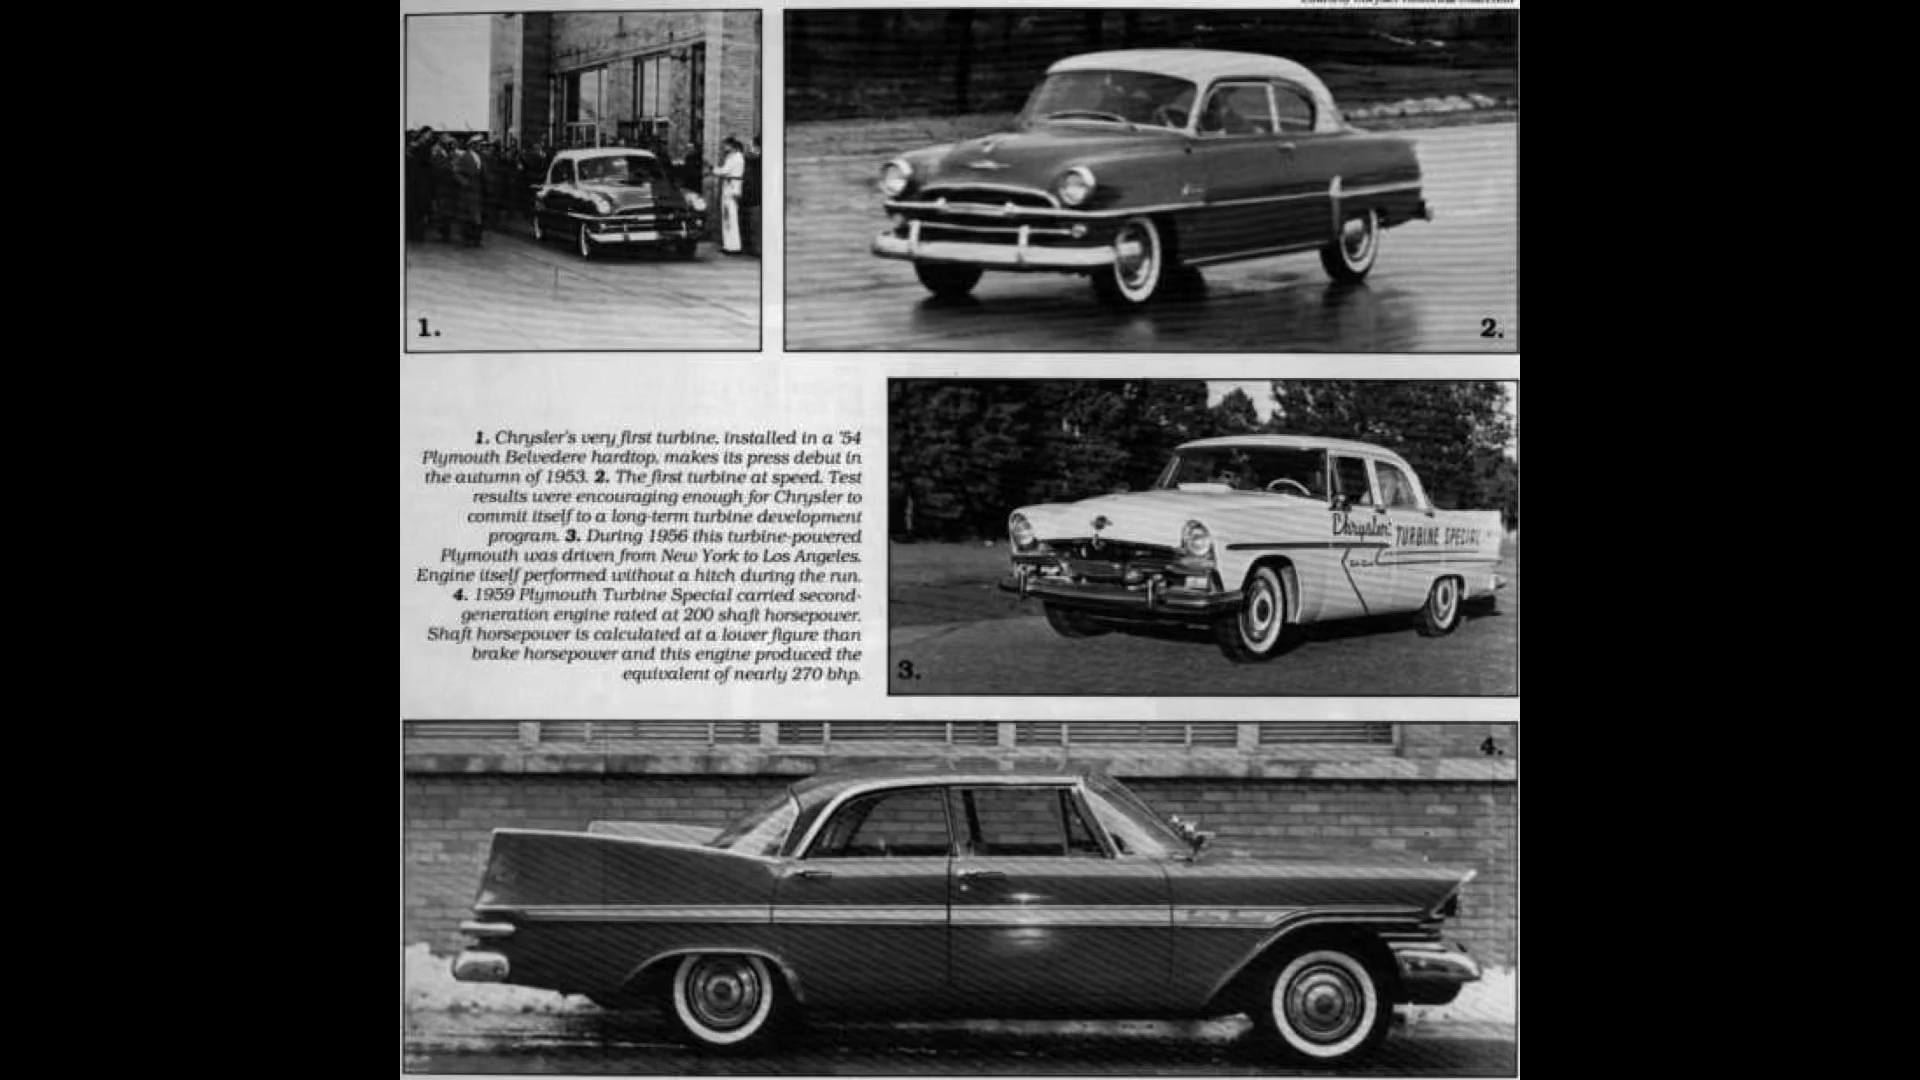 1.
2.
1. Chrysler's very first turbine, installed in a '54
Plymouth Belvedere hardtop, makes its press debut in
the autumn of 1953. 2. The first turbine at speed. Test
results were encouraging enough for Chrysler to
commit itself to a long-term turbine development
program. 3. During 1956 this turbine-powered
Plymouth was driven from New York to Los Angeles.
Engine itself performed without a hitch during the run.
4. 1959 Plymouth Turbine Special carried second-
generation engine rated at 200 shaft horsepower.
Shaft horsepower is calculated at a lower figure than
brake horsepower and this engine produced the
equivalent of nearly 270 bhp.
Chrysler
TURBINE SPECIAL
3.
4.